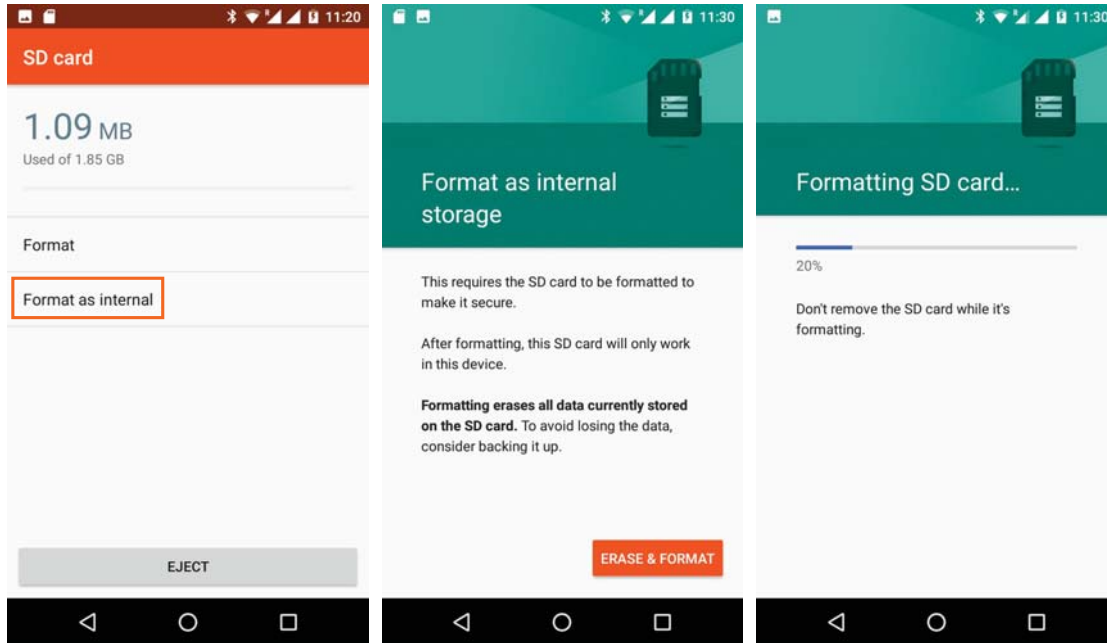 11:20
SD card
1.09 MB
Used of 1.85 GB
Format
Format as internal
EJECT
11:30
Format as internal
storage
This requires the SD card to be formatted to
make it secure.
After formatting, this SD card will only work
in this device.
Formatting erases all data currently stored
on the SD card. To avoid losing the data,
consider backing it up.
ERASE & FORMAT
11:30
Formatting SD card...
20%
Don't remove the SD card while it's
formatting.